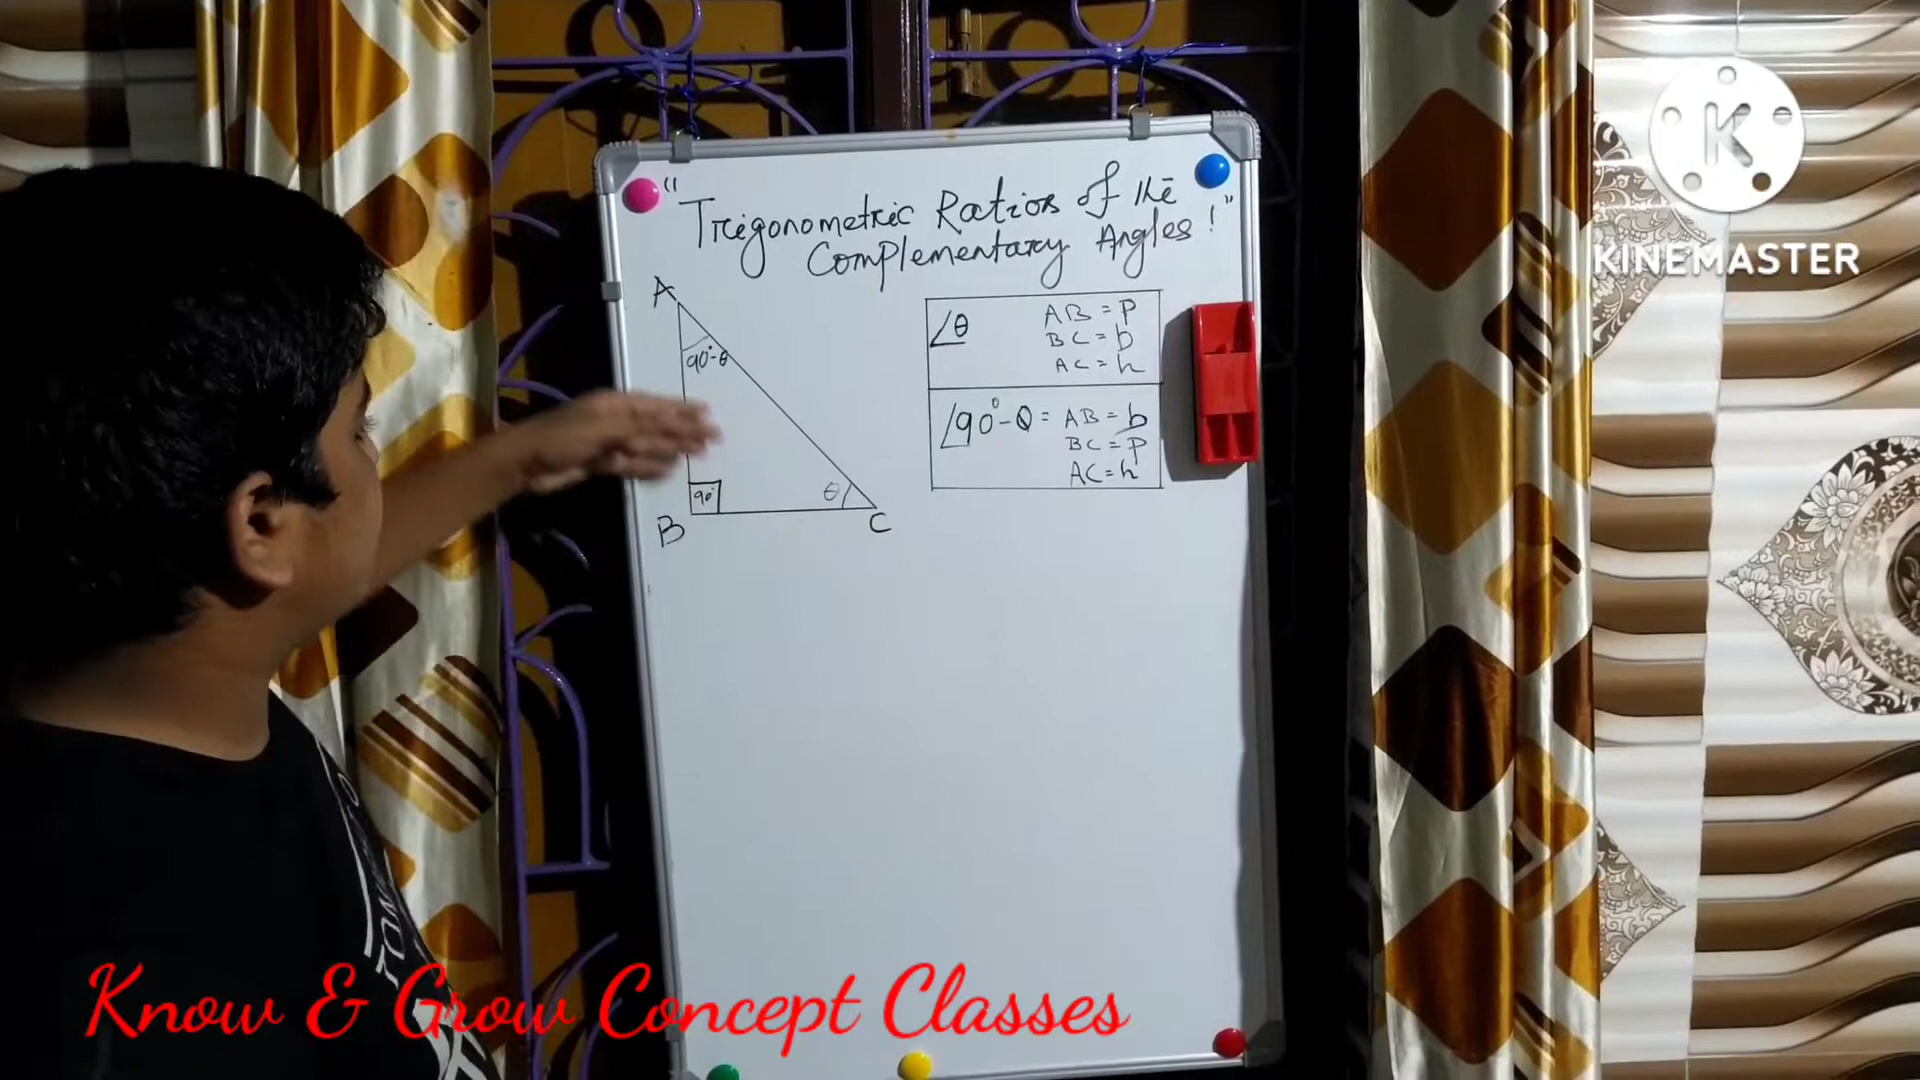 "Trigonometric Ratios of the
Complementary Angles!"
A
90°-θ
90°
θ
B
C
∠θ
AB = p
BC = b
AC = h
∠90°-θ = AB = b
BC = p
AC = h
K
KINEMASTER
Know & Grow Concept Classes